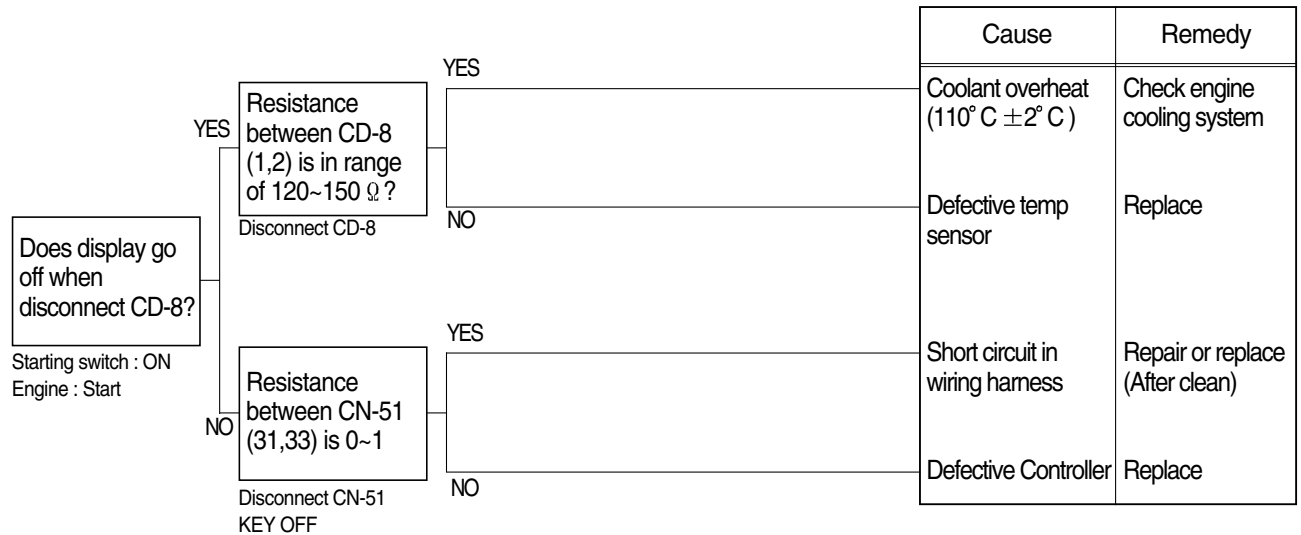 Does display go
off when
disconnect CD-8?
Starting switch : ON
Engine : Start
YES
Resistance
between CD-8
(1,2) is in range
of 120~150 Ω ?
Disconnect CD-8
NO
Resistance
between CN-51
(31,33) is 0~1
Disconnect CN-51
KEY OFF
YES
NO
YES
NO
Cause
Remedy
Coolant overheat
(110° C ±2° C )
Check engine
cooling system
Defective temp
sensor
Replace
Short circuit in
wiring harness
Repair or replace
(After clean)
Defective Controller
Replace